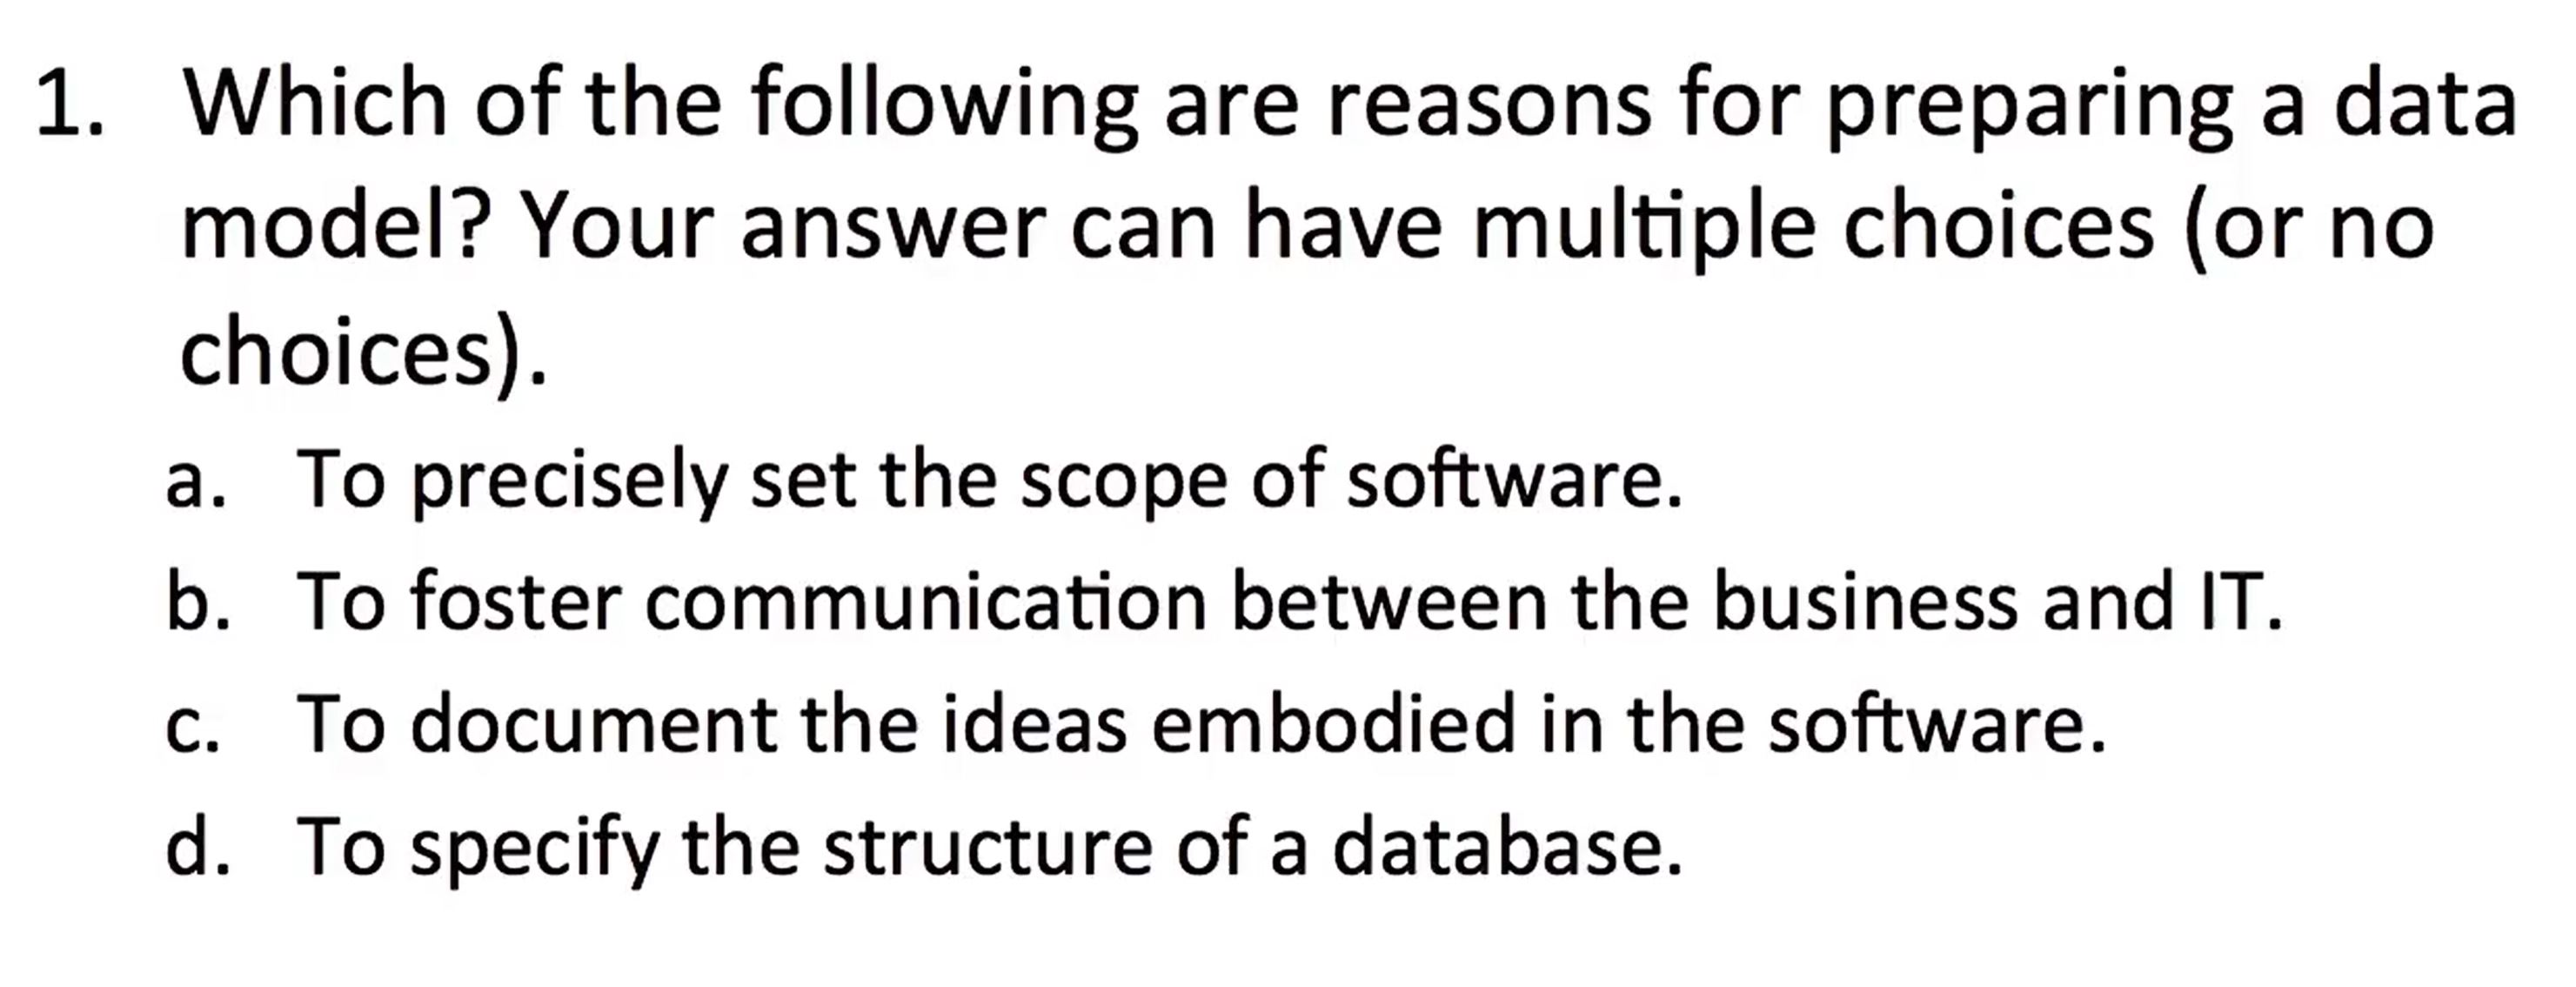 1. Which of the following are reasons for preparing a data
model? Your answer can have multiple choices (or no
choices).
a. To precisely set the scope of software.
b. To foster communication between the business and IT.
c. To document the ideas embodied in the software.
d. To specify the structure of a database.